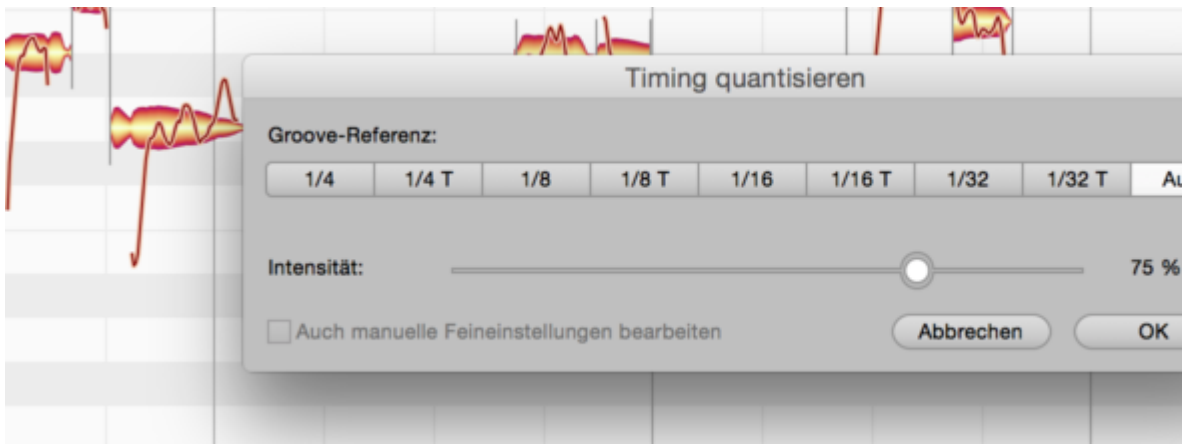 Timing quantisieren
Groove-Referenz:
1/4 1/4 T 1/8 1/8 T 1/16 1/16 T 1/32 1/32 T Au
Intensität: 75 %
Auch manuelle Feineinstellungen bearbeiten Abbrechen OK